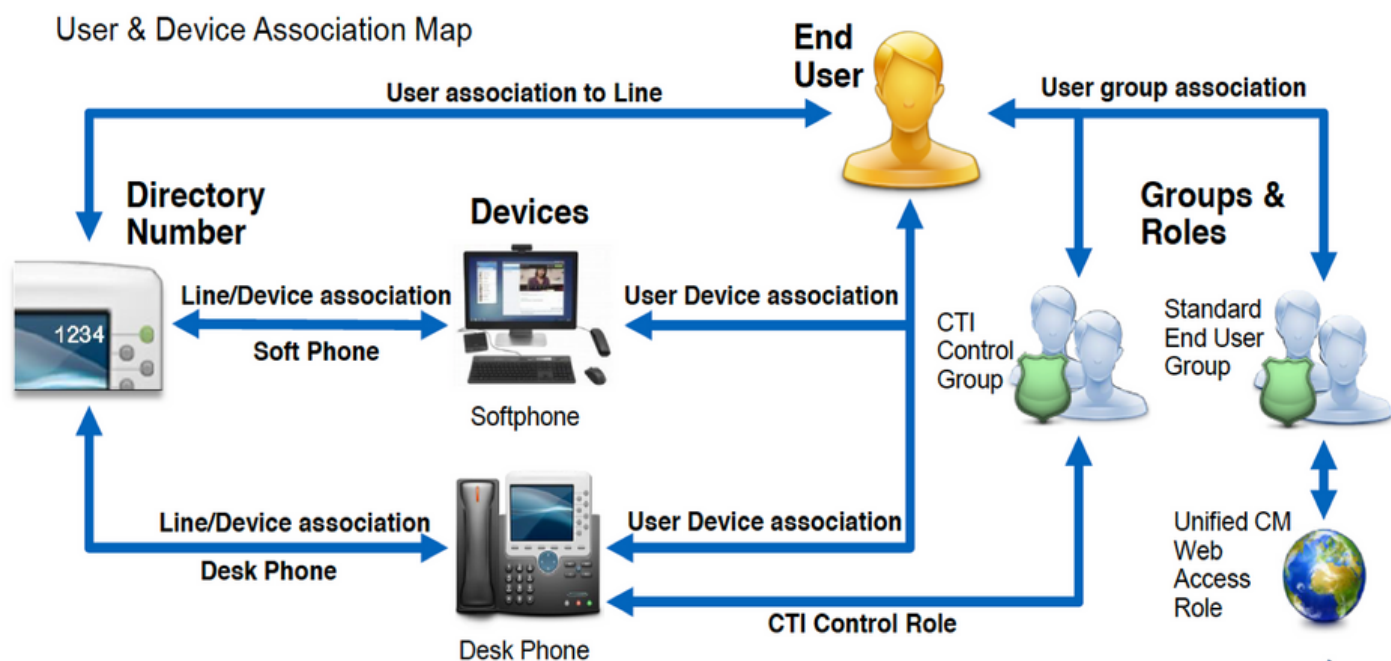 User & Device Association Map
End
User
User association to Line
User group association
Directory
Number
Devices
Groups &
Roles
1234
Line/Device association
Soft Phone
User Device association
CTI
Control
Group
Standard
End User
Group
Softphone
Line/Device association
Desk Phone
User Device association
Unified CM
Web
Access
Role
CTI Control Role
Desk Phone